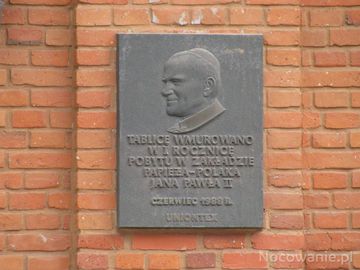 TABLICE WMUROWANO
W I ROCZNICE
POBYTU W ZAKŁADZIE
PAPIEŻA-POLAKA
JANA PAWŁA II
CZERWIEC 1988 R.
UNIONTEX
Nocowanie.pl